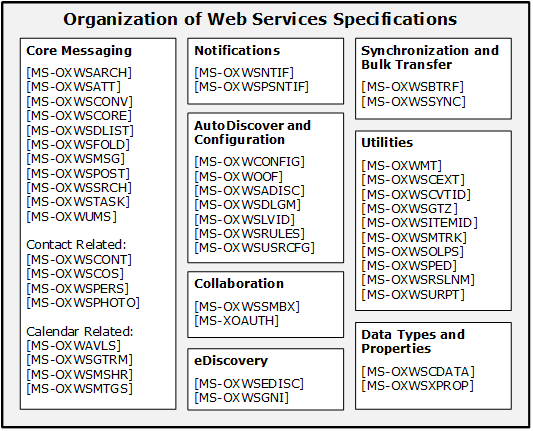 Organization of Web Services Specifications
Core Messaging
[MS-OXWSARCH]
[MS-OXWSATT]
[MS-OXWSCONV]
[MS-OXWSCORE]
[MS-OXWSDLIST]
[MS-OXWSFOLD]
[MS-OXWSMSG]
[MS-OXWSPOST]
[MS-OXWSSRCH]
[MS-OXWSTASK]
[MS-OXWUMS]
Contact Related:
[MS-OXWSCONT]
[MS-OXWSCOS]
[MS-OXWSPERS]
[MS-OXWSPHOTO]
Calendar Related:
[MS-OXWAVLS]
[MS-OXWSGTRM]
[MS-OXWSMSHR]
[MS-OXWSMTGS]
Notifications
[MS-OXWSNTIF]
[MS-OXWSPSNTIF]
AutoDiscover and
Configuration
[MS-OXWCONFIG]
[MS-OXWOOF]
[MS-OXWSADISC]
[MS-OXWSDLGM]
[MS-OXWSLVID]
[MS-OXWSRULES]
[MS-OXWSUSRCFG]
Collaboration
[MS-OXWSSMBX]
[MS-XOAUTH]
eDiscovery
[MS-OXWSEDISC]
[MS-OXWSGNI]
Synchronization and
Bulk Transfer
[MS-OXWSBTRF]
[MS-OXWSSYNC]
Utilities
[MS-OXWMT]
[MS-OXWSCEXT]
[MS-OXWSCVTID]
[MS-OXWSGTZ]
[MS-OXWSITEMID]
[MS-OXWSMTRK]
[MS-OXWSOLPS]
[MS-OXWSPED]
[MS-OXWSRSLNM]
[MS-OXWSURPT]
Data Types and
Properties
[MS-OXWSCDATA]
[MS-OXWSXPROP]